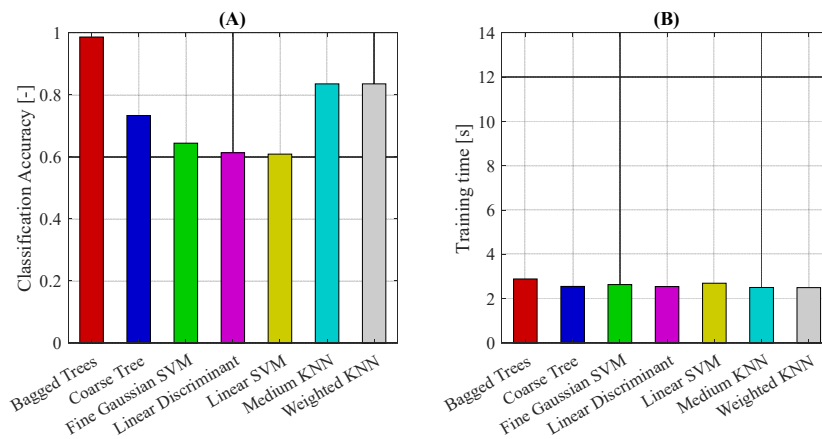 (A)
Classification Accuracy [-]
1
0.8
0.6
0.4
0.2
0
Bagged Trees
Coarse Tree
Fine Gaussian SVM
Linear Discriminant
Linear SVM
Medium KNN
Weighted KNN
(B)
Training time [s]
14
12
10
8
6
4
2
0
Bagged Trees
Coarse Tree
Fine Gaussian SVM
Linear Discriminant
Linear SVM
Medium KNN
Weighted KNN